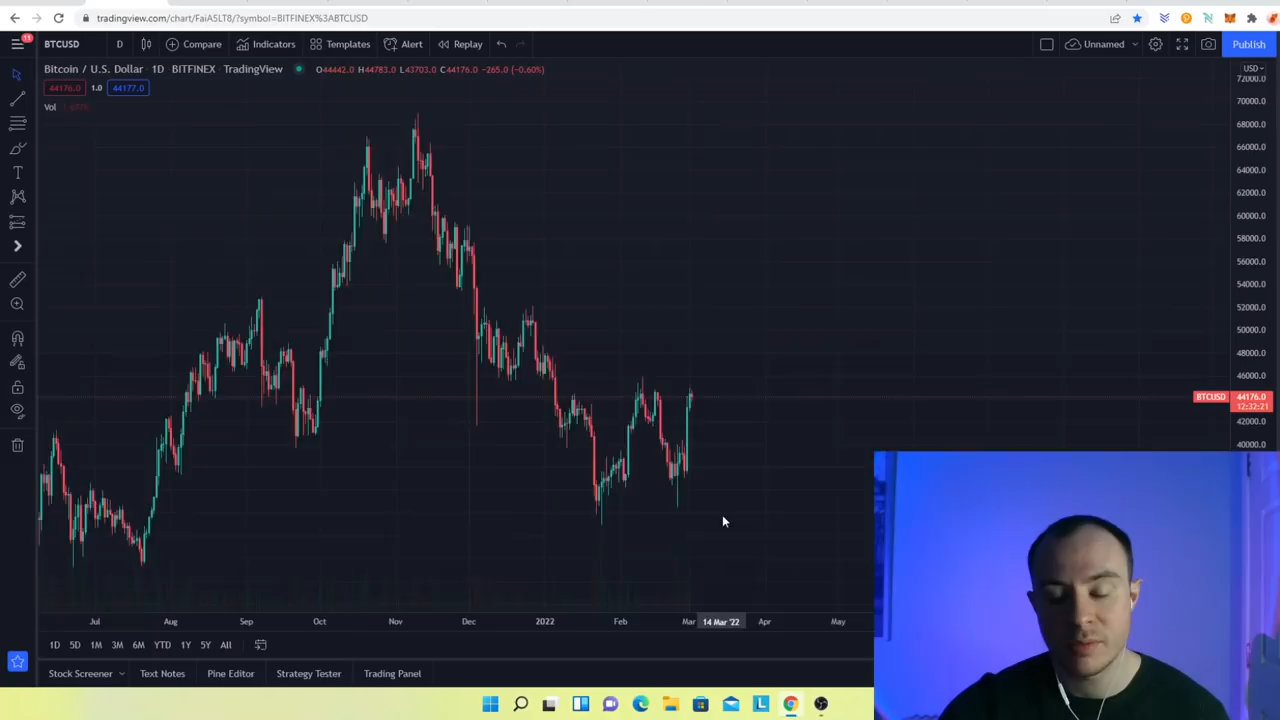 tradingview.com/chart/FaiA5LT8/?symbol=BITFINEX%3ABTCUSD
11
BTCUSD D Compare Indicators Templates Alert Replay Unnamed Publish
Bitcoin / U.S. Dollar 1D BITFINEX TradingView O44442.0 H44783.0 L43703.0 C44176.0 −265.0 (−0.60%)
USD
44176.0 1.0 44177.0
72000.0
70000.0
Vol
68000.0
66000.0
64000.0
62000.0
60000.0
58000.0
56000.0
54000.0
52000.0
50000.0
48000.0
46000.0
BTCUSD 44176.0
12:32:21
40000.0
Jul Aug Sep Oct Nov Dec 2022 Feb Mar 14 Mar '22 Apr May
1D 5D 1M 3M 6M YTD 1Y 5Y All
Stock Screener Text Notes Pine Editor Strategy Tester Trading Panel
L